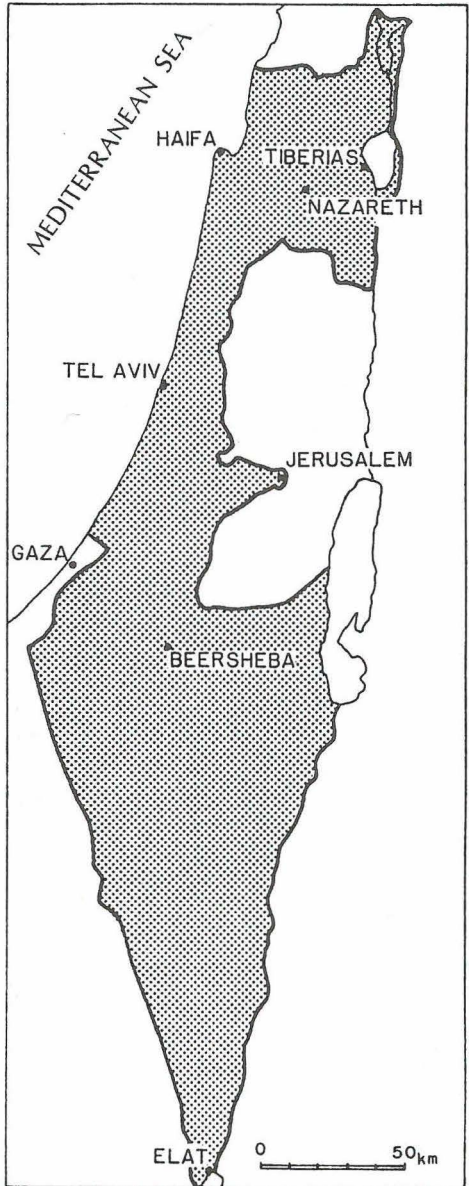 MEDITERRANEAN SEA
HAIFA
TIBERIAS
NAZARETH
TEL AVIV
JERUSALEM
GAZA
BEERSHEBA
ELAT
0 50km